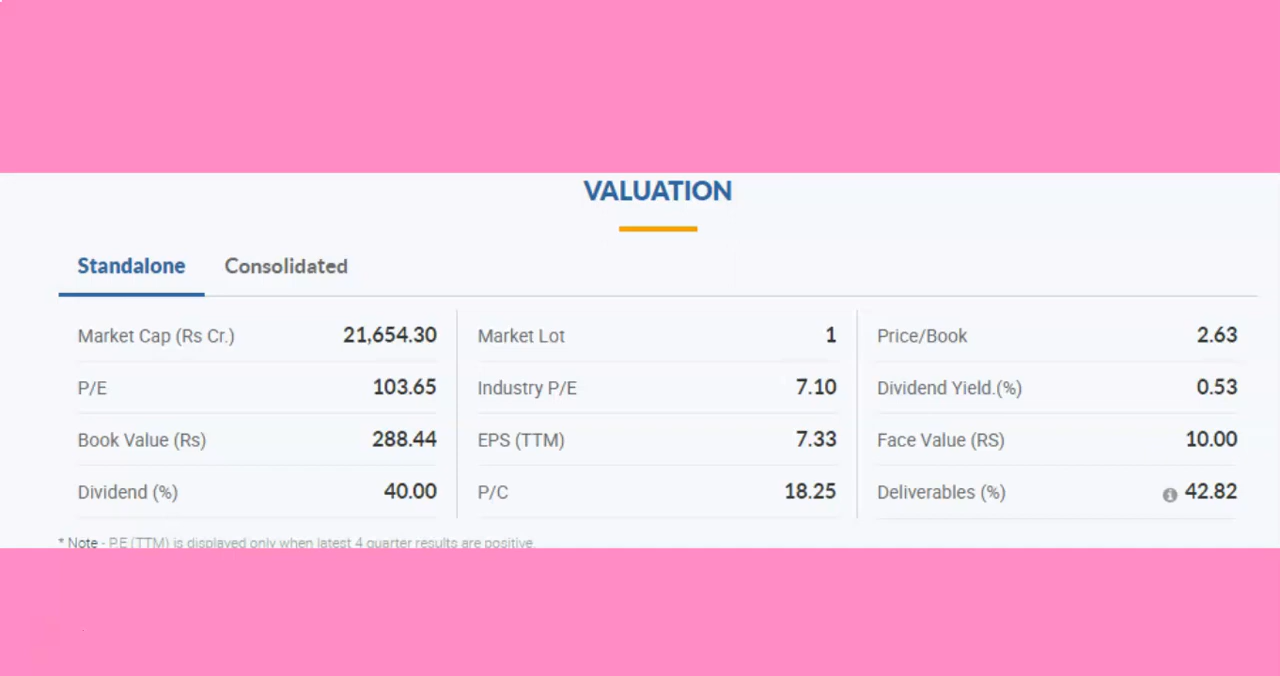 VALUATION
Standalone Consolidated
Market Cap (Rs Cr.) 21,654.30 Market Lot 1 Price/Book 2.63
P/E 103.65 Industry P/E 7.10 Dividend Yield.(%) 0.53
Book Value (Rs) 288.44 EPS (TTM) 7.33 Face Value (RS) 10.00
Dividend (%) 40.00 P/C 18.25 Deliverables (%) 42.82
* Note - P.E (TTM) is displayed only when latest 4 quarter results are positive.